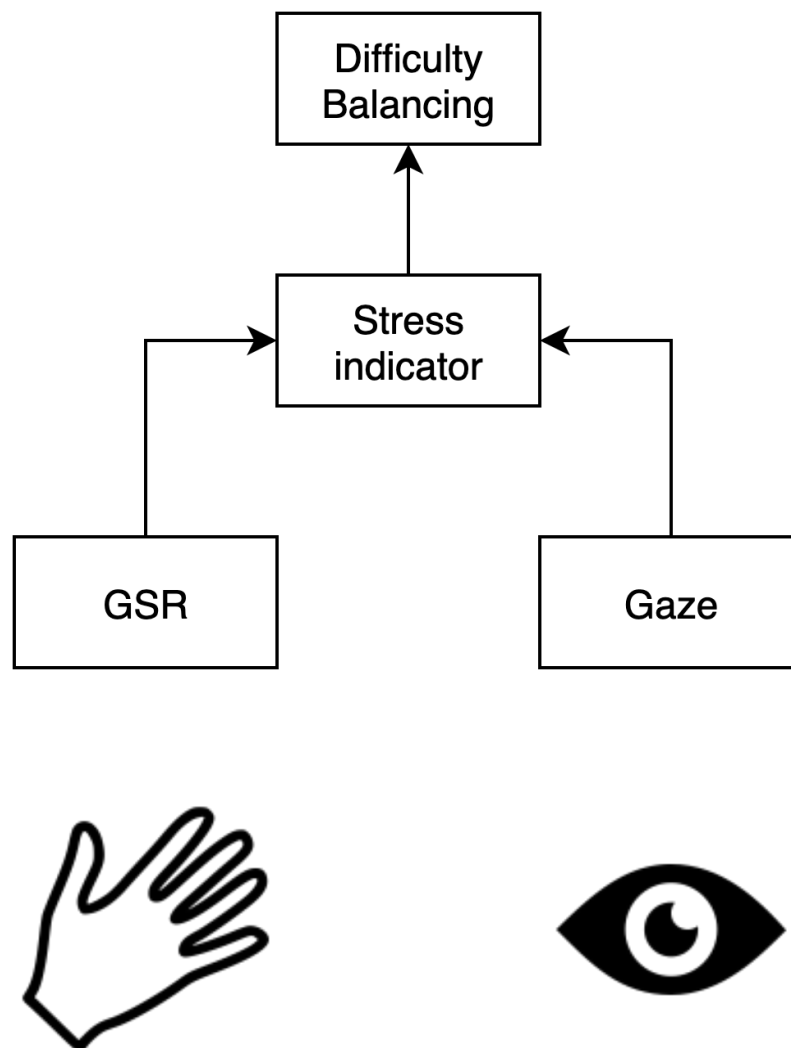 Difficulty
Balancing
Stress
indicator
GSR
Gaze